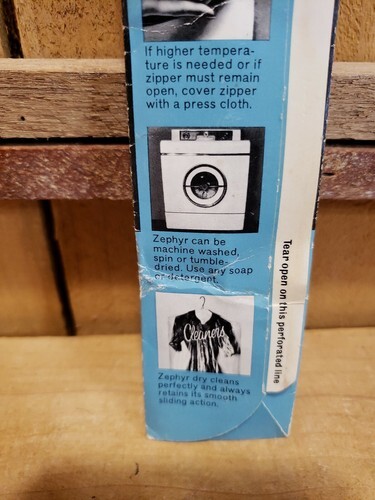 If higher tempera-
ture is needed or if
zipper must remain
open, cover zipper
with a press cloth.
Zephyr can be
machine washed,
spin or tumble-
dried. Use any soap
or detergent.
Cleaners
Zephyr dry cleans
perfectly and always
retains its smooth
sliding action.
Tear open on this perforated line